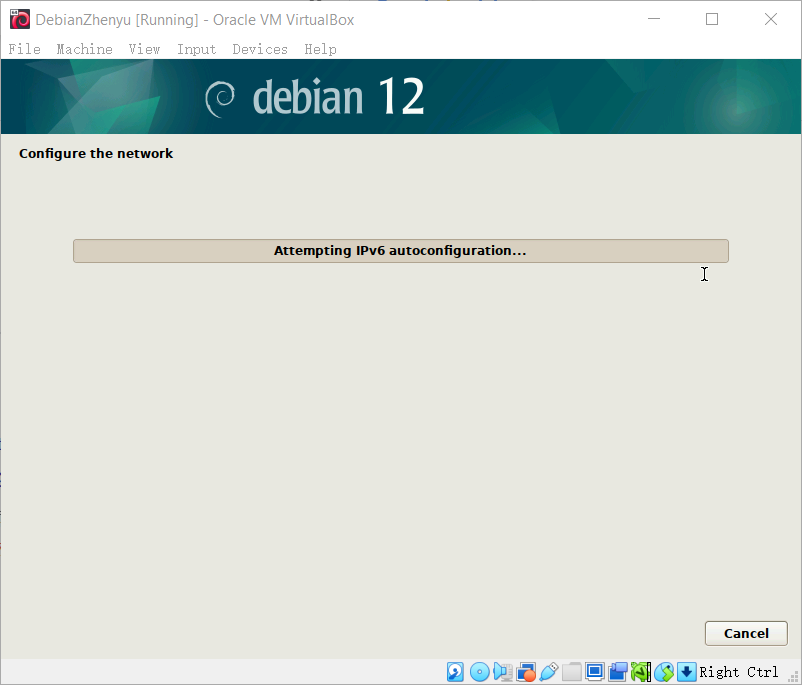 DebianZhenyu [Running] - Oracle VM VirtualBox
File Machine View Input Devices Help
debian 12
Configure the network
Attempting IPv6 autoconfiguration...
Cancel
Right Ctrl